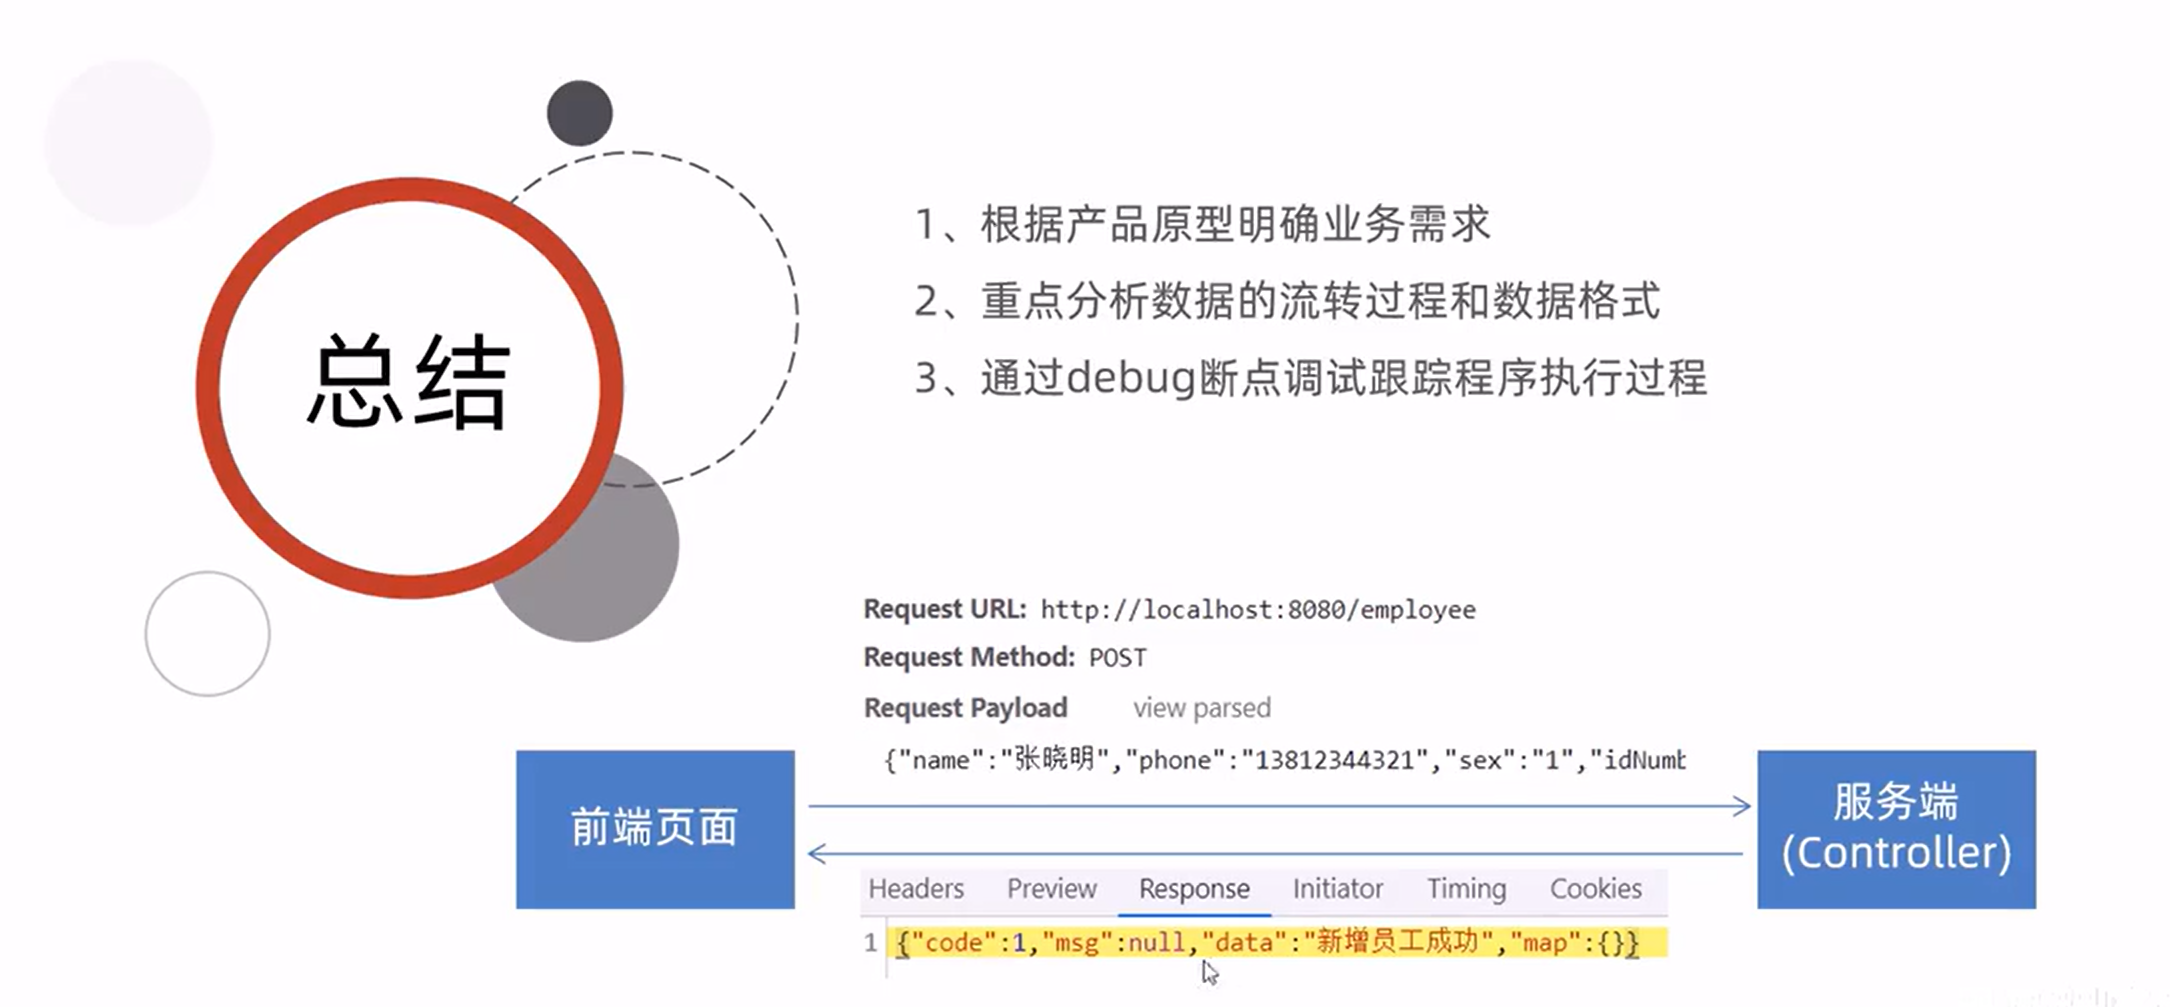 总结
1、根据产品原型明确业务需求
2、重点分析数据的流转过程和数据格式
3、通过debug断点调试跟踪程序执行过程
Request URL: http://localhost:8080/employee
Request Method: POST
Request Payload view parsed
{"name":"张晓明","phone":"13812344321","sex":"1","idNumb
前端页面
服务端
(Controller)
Headers Preview Response Initiator Timing Cookies
1 {"code":1,"msg":null,"data":"新增员工成功","map":{}}